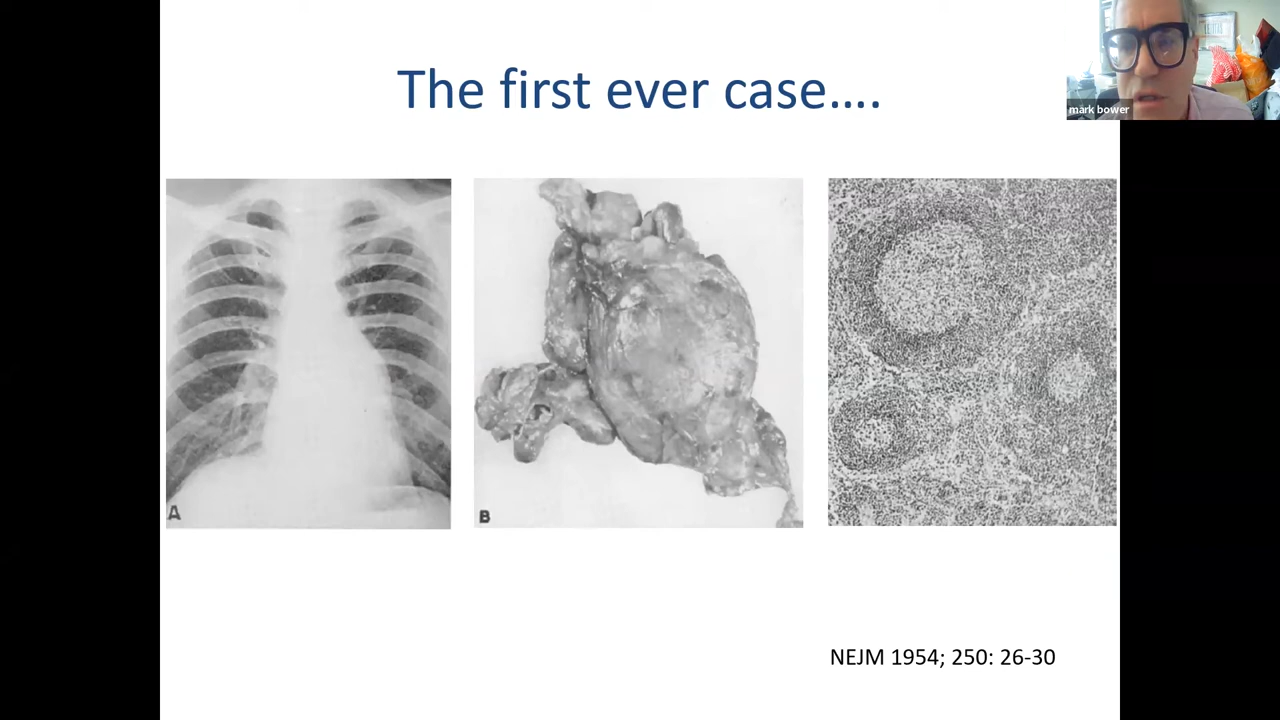 The first ever case....
mark bower
A
B
NEJM 1954; 250: 26-30